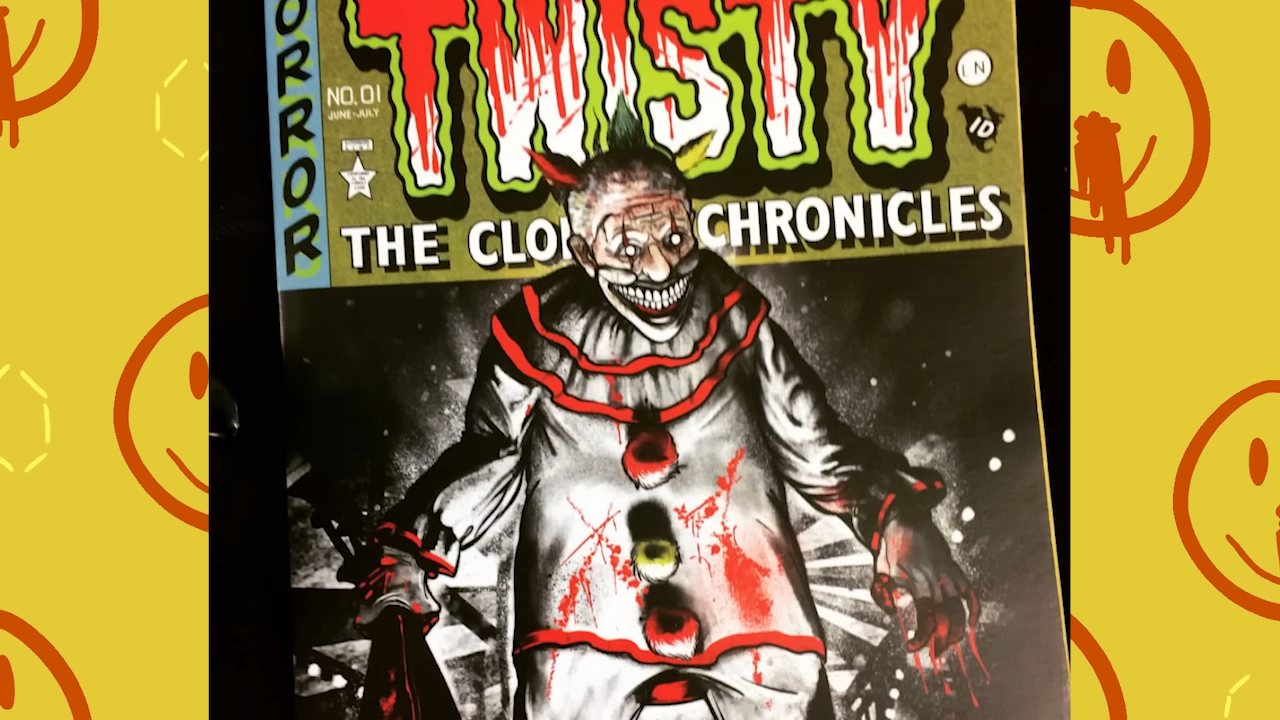 HORROR
TWISTY
NO. 01
JUNE-JULY
LN
ID
THE CLO CHRONICLES